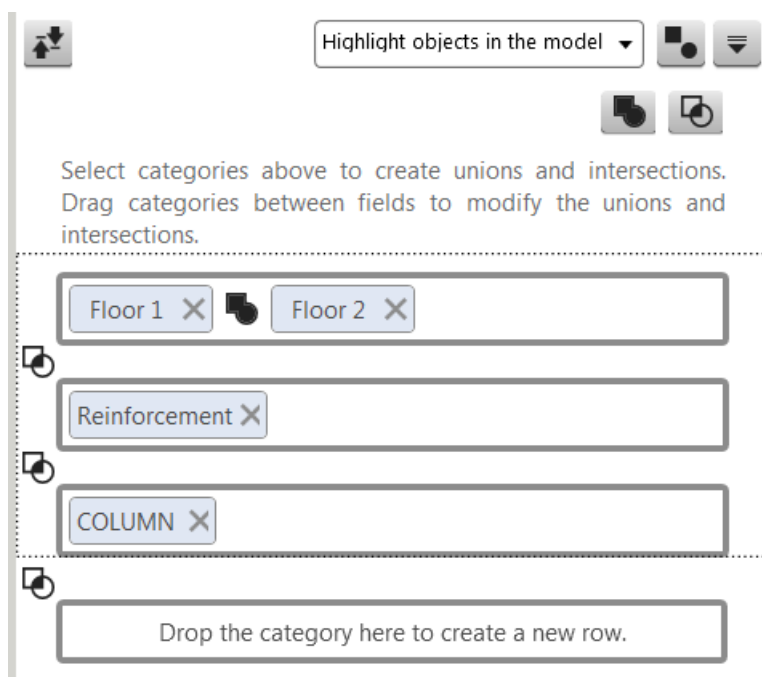 Highlight objects in the model
Select categories above to create unions and intersections.
Drag categories between fields to modify the unions and
intersections.
Floor 1 Floor 2
Reinforcement
COLUMN
Drop the category here to create a new row.